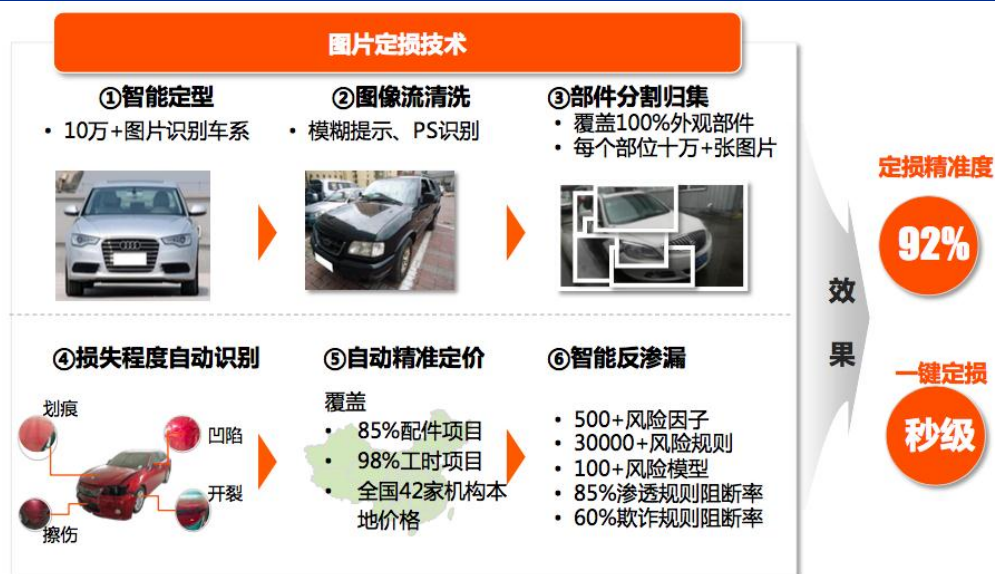 图片定损技术
①智能定型
• 10万+图片识别车系
②图像流清洗
• 模糊提示、PS识别
③部件分割归集
• 覆盖100%外观部件
• 每个部位十万+张图片
④损失程度自动识别
划痕
凹陷
开裂
擦伤
⑤自动精准定价
覆盖
• 85%配件项目
• 98%工时项目
• 全国42家机构本
地价格
⑥智能反渗漏
• 500+风险因子
• 30000+风险规则
• 100+风险模型
• 85%渗透规则阻断率
• 60%欺诈规则阻断率
效
果
定损精准度
92%
一键定损
秒级